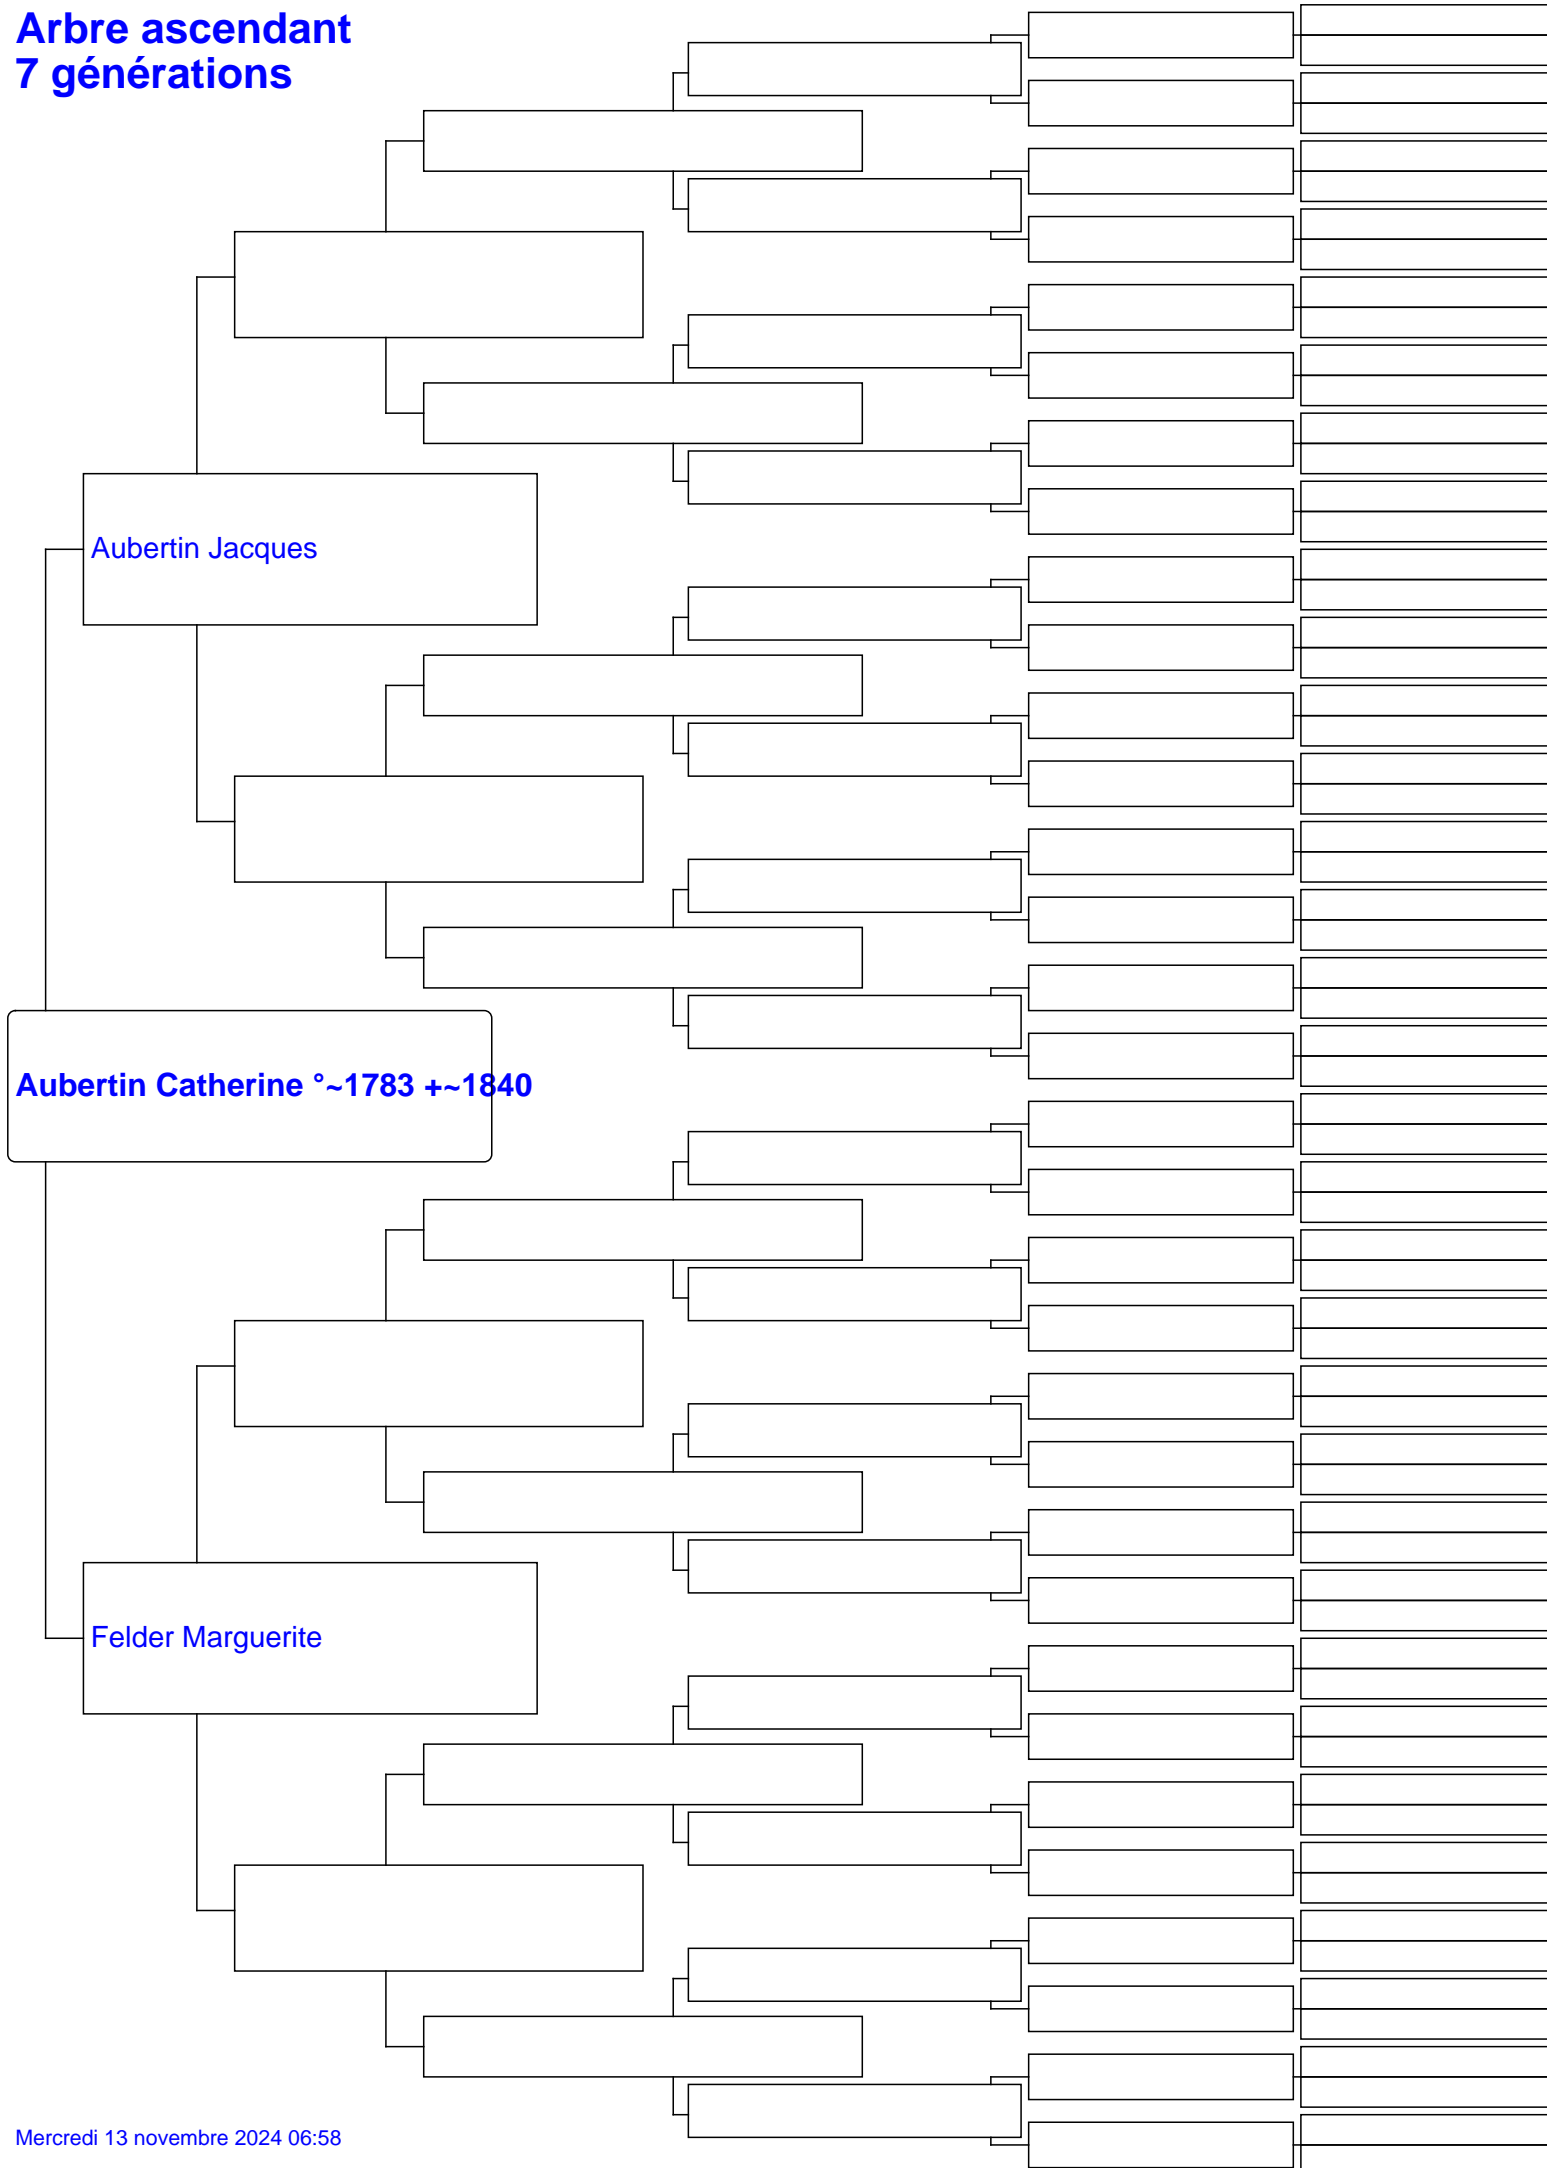 Arbre ascendant
7 générations
Aubertin Jacques
Aubertin Catherine °~1783 +~1840
Felder Marguerite
Mercredi 13 novembre 2024 06:58